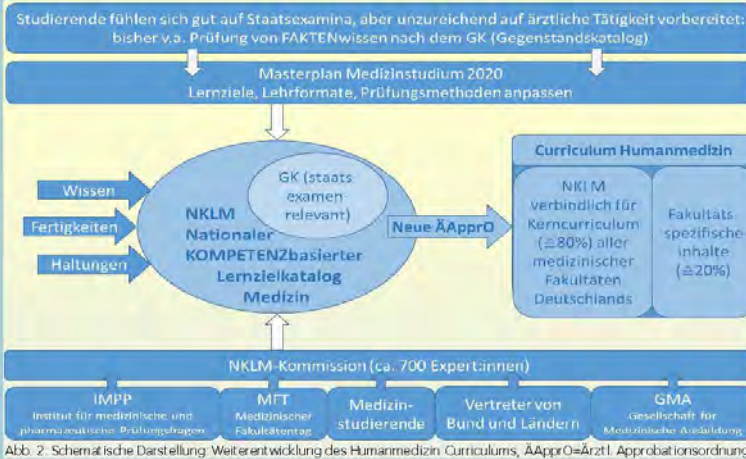 Studierende fühlen sich gut auf Staatsexamina, aber unzureichend auf ärztliche Tätigkeit vorbereitet:
bisher v.a. Prüfung von FAKTENwissen nach dem GK (Gegenstandskatalog)
Masterplan Medizinstudium 2020
Lernziele, Lehrformate, Prüfungsmethoden anpassen
Wissen
Fertigkeiten
Haltungen
GK (staats
examen
relevant)
NKLM
Nationaler
KOMPETENZbasierter
Lernzielkatalog
Medizin
Neue ÄApprO
Curriculum Humanmedizin
NKLM
verbindlich für
Kerncurriculum
(≙80%) aller
medizinischer
Fakultäten
Deutschlands
Fakultäts
spezifische
inhalte
(≙20%)
NKLM-Kommission (ca. 700 Expert:innen)
IMPP
Institut für medizinische und
pharmazeutische Prüfungsfragen
MFT
Medizinischer
Fakultätentag
Medizin-
studierende
Vertreter von
Bund und Ländern
GMA
Gesellschaft für
Medizinische Ausbildung
Abb. 2: Schematische Darstellung: Weiterentwicklung des Humanmedizin Curriculums, ÄApprO=Ärztl. Approbationsordnung